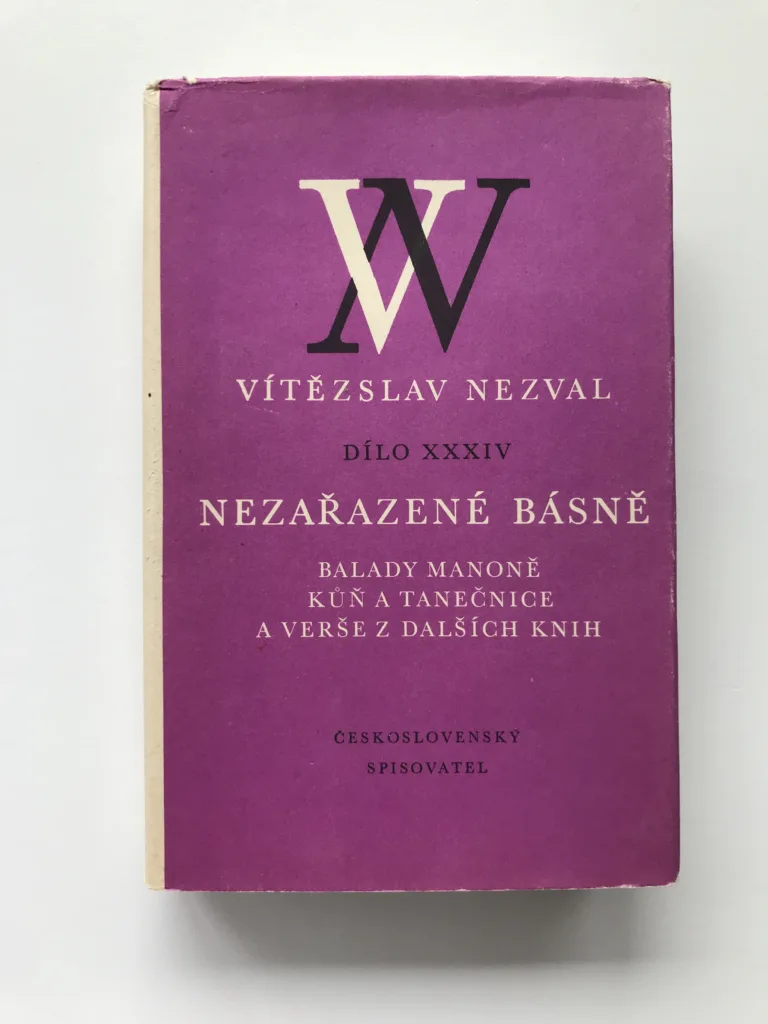 VN
VÍTĚZSLAV NEZVAL
DÍLO XXXIV
NEZAŘAZENÉ BÁSNĚ
BALADY MANONĚ
KŮŇ A TANEČNICE
A VERŠE Z DALŠÍCH KNIH
ČESKOSLOVENSKÝ
SPISOVATEL